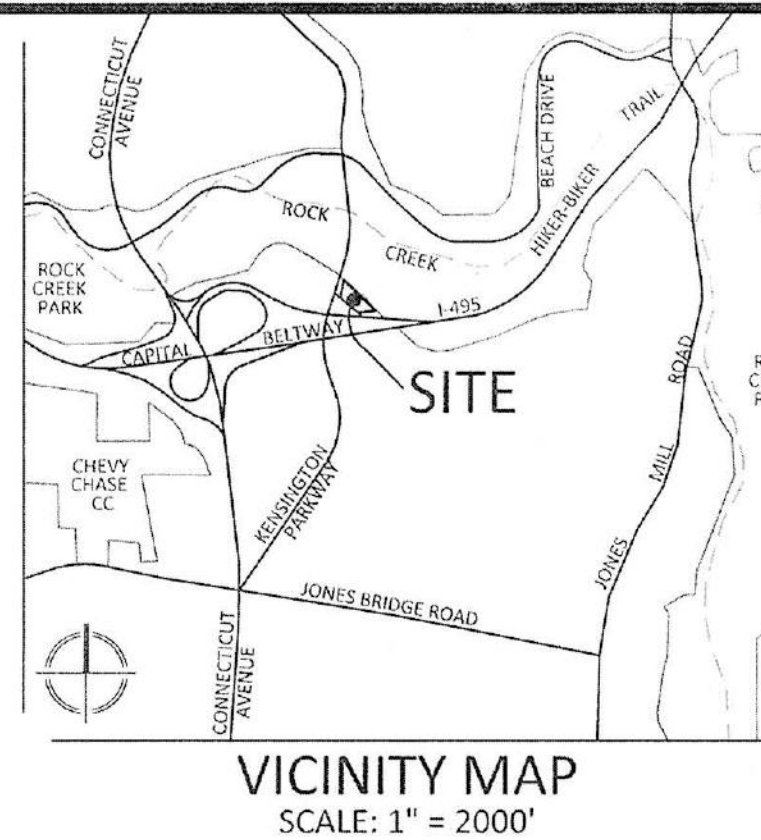 CONNECTICUT
AVENUE
BEACH DRIVE
TRAIL
HIKER-BIKER
ROCK
CREEK
ROCK
CREEK
PARK
I-495
CAPITAL
BELTWAY
SITE
ROAD
MILL
JONES
CHEVY
CHASE
CC
KENSINGTON
PARKWAY
JONES BRIDGE ROAD
CONNECTICUT
AVENUE
R
C
VICINITY MAP
SCALE: 1" = 2000'